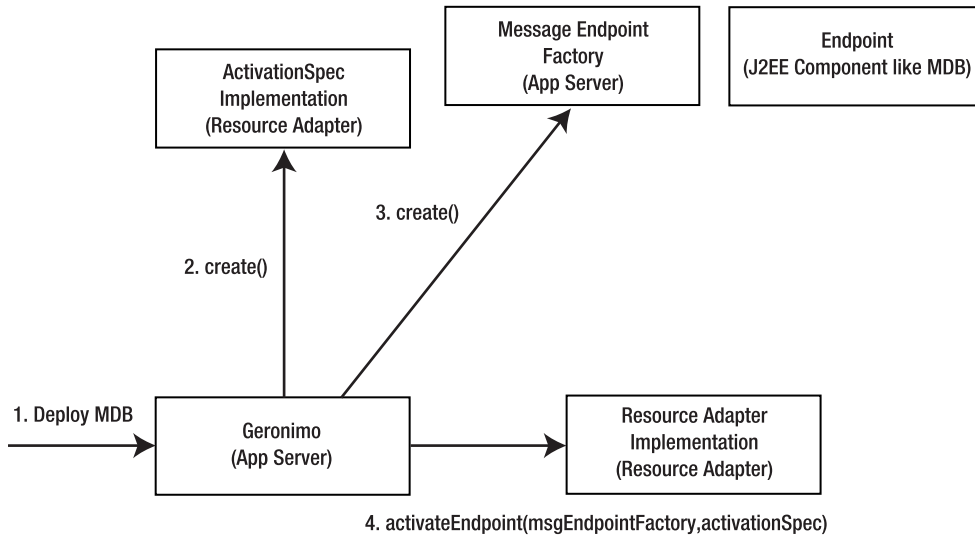 Message Endpoint
Factory
(App Server)
Endpoint
(J2EE Component like MDB)
ActivationSpec
Implementation
(Resource Adapter)
3. create()
2. create()
1. Deploy MDB
Geronimo
(App Server)
Resource Adapter
Implementation
(Resource Adapter)
4. activateEndpoint(msgEndpointFactory,activationSpec)